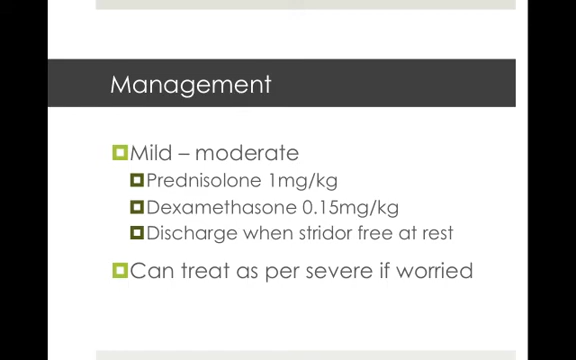 Management
Mild – moderate
Prednisolone 1mg/kg
Dexamethasone 0.15mg/kg
Discharge when stridor free at rest
Can treat as per severe if worried